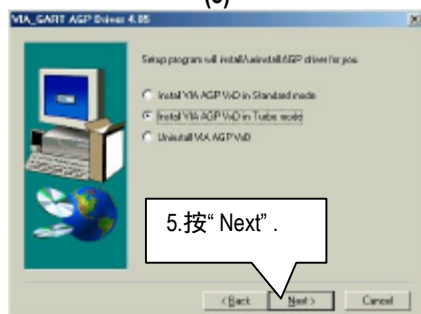 (3)
VIA_GART AGP Driver 4.05
Setup program will install/uninstall AGP driver for you.
Install VIA AGP VxD in Standard mode
Install VIA AGP VxD in Turbo mode
Uninstall VIA AGP VxD
5.按“ Next” .
< Back
Next >
Cancel